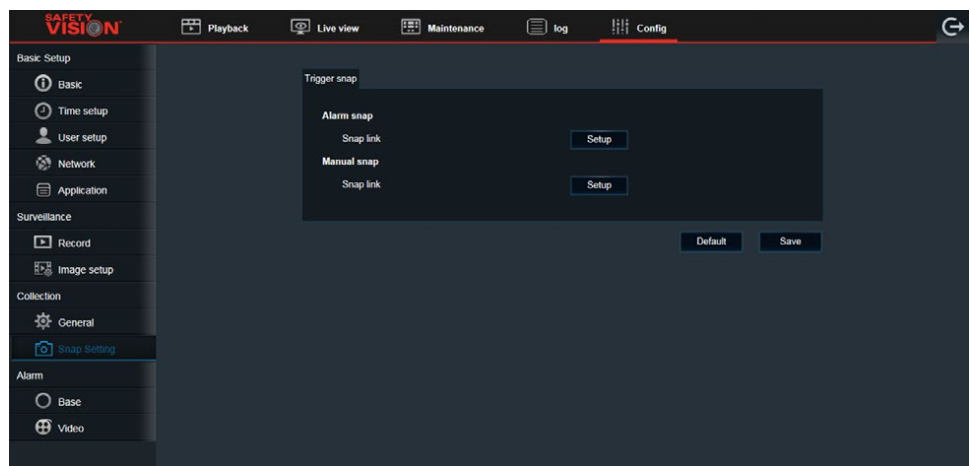 SAFETY
VISION
Playback
Live view
Maintenance
log
Config
Basic Setup
Basic
Time setup
User setup
Network
Application
Surveillance
Record
Image setup
Collection
General
Snap Setting
Alarm
Base
Video
Trigger snap
Alarm snap
Snap link Setup
Manual snap
Snap link Setup
Default Save